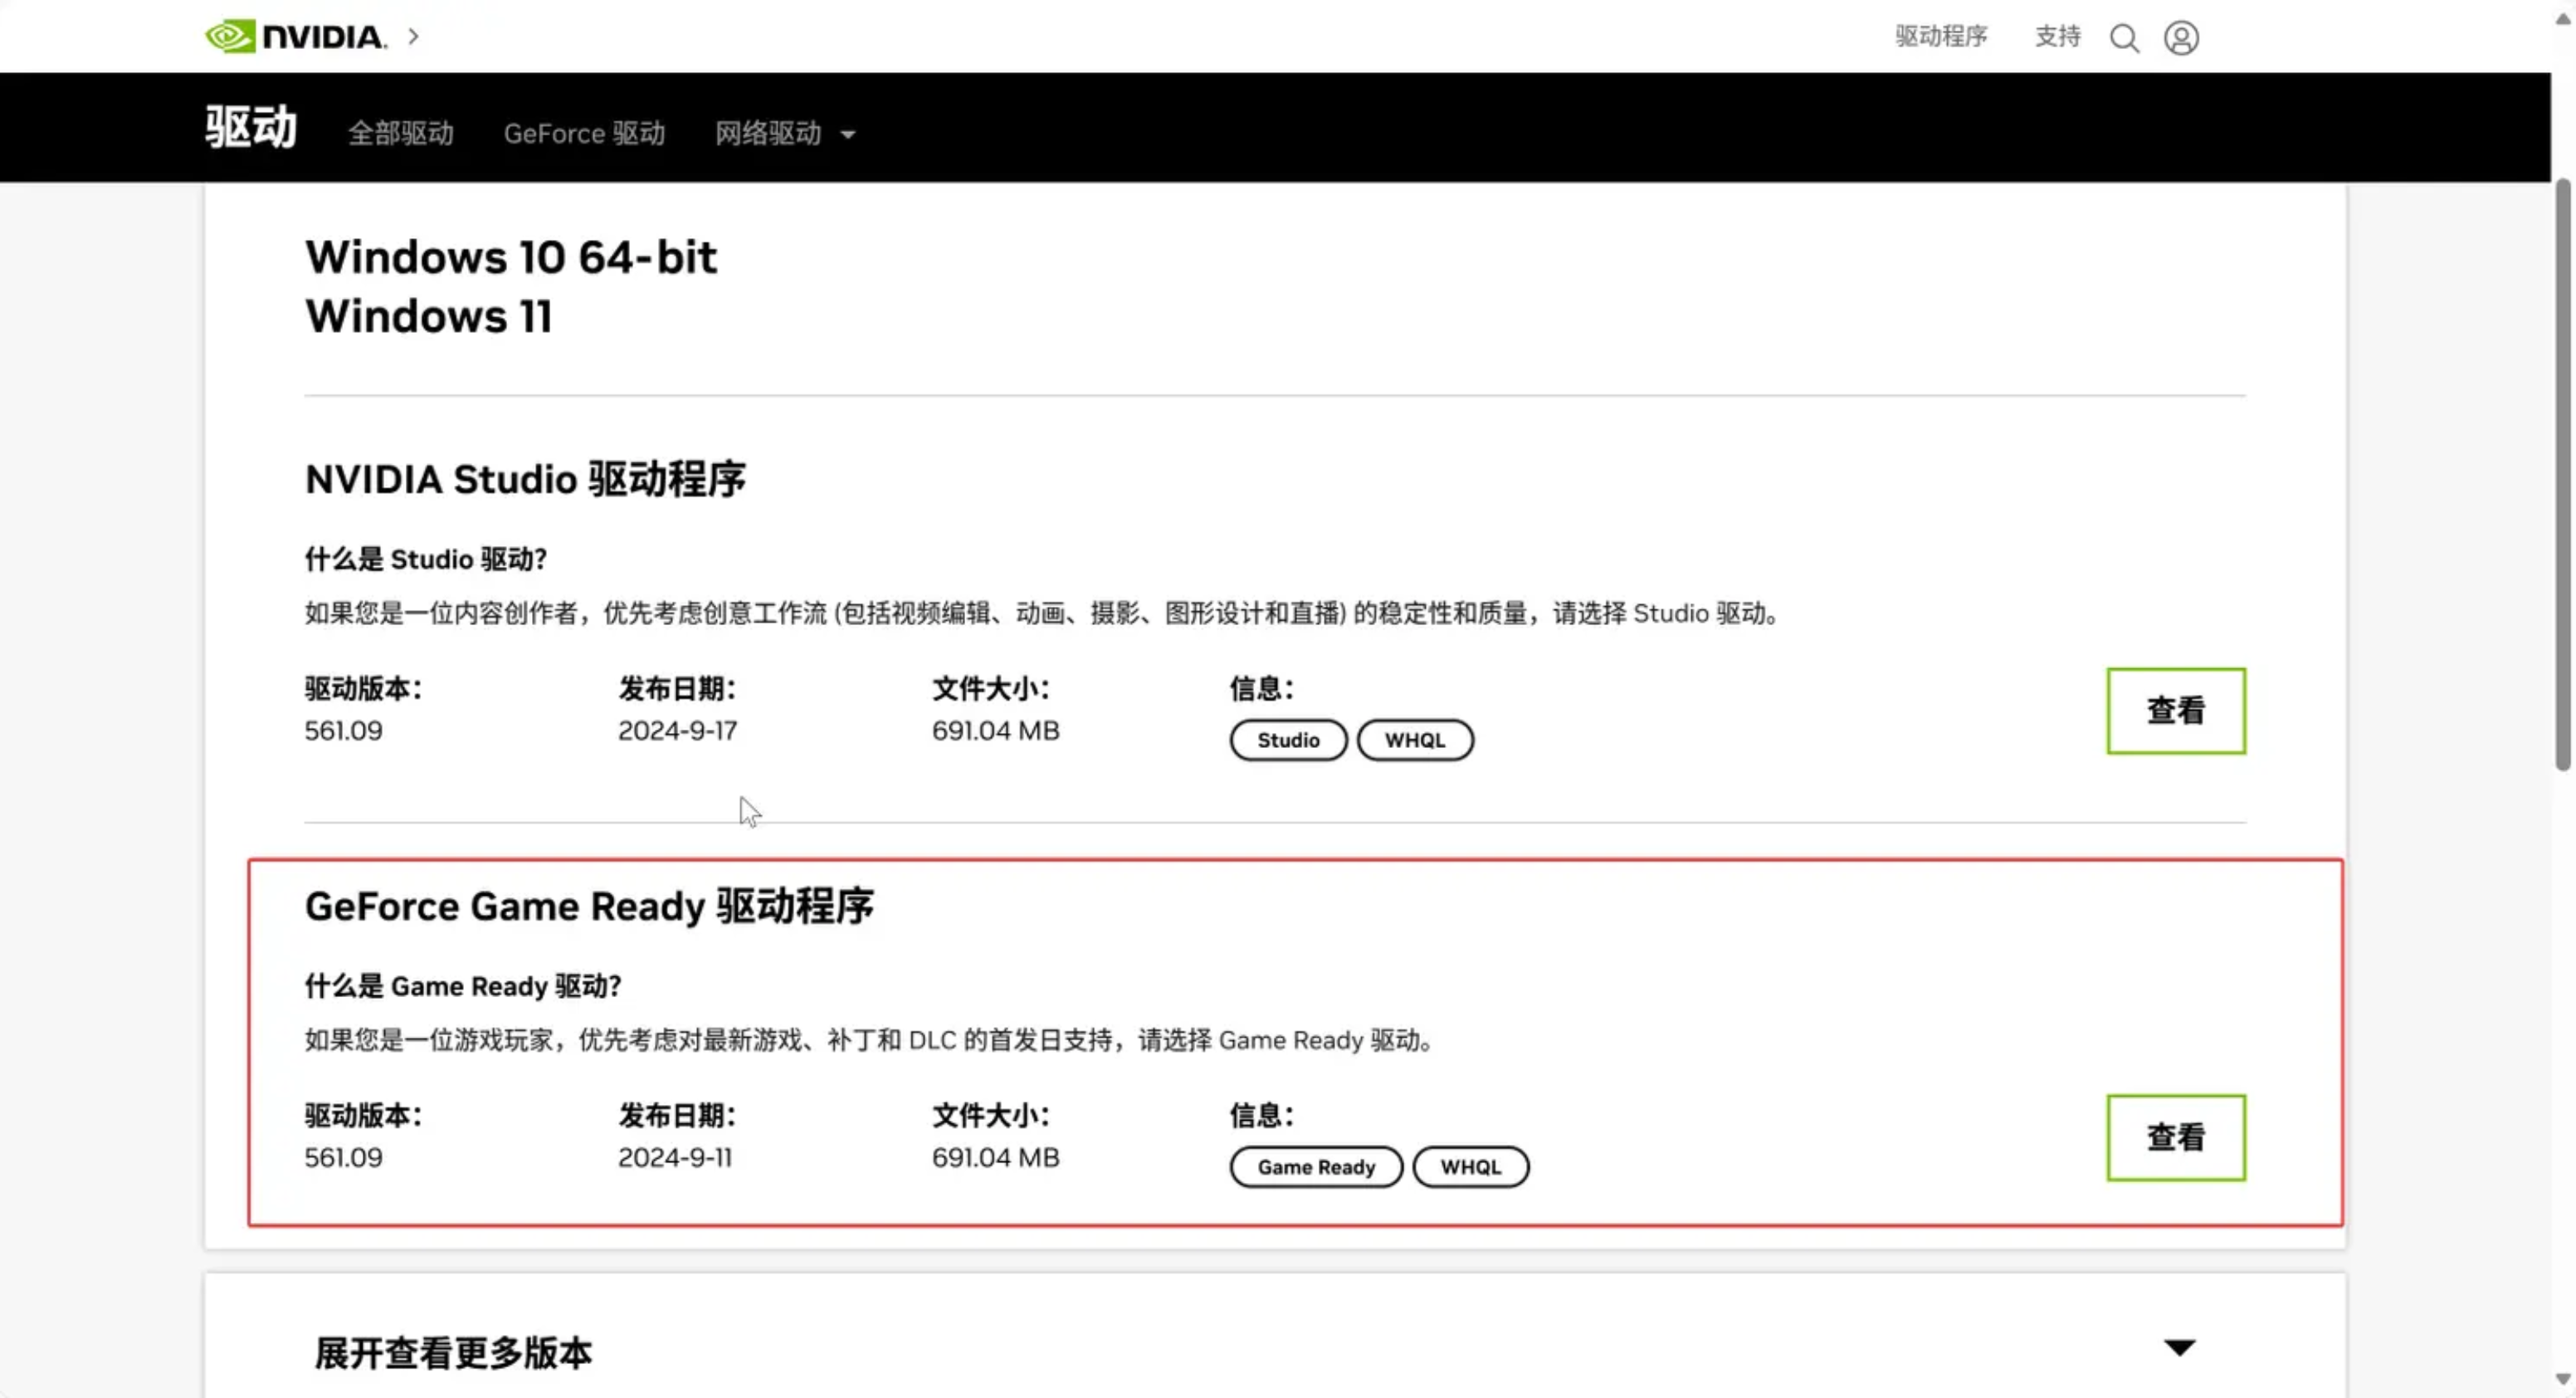 NVIDIA.
驱动程序 支持
驱动 全部驱动 GeForce 驱动 网络驱动
Windows 10 64-bit
Windows 11
NVIDIA Studio 驱动程序
什么是 Studio 驱动?
如果您是一位内容创作者，优先考虑创意工作流 (包括视频编辑、动画、摄影、图形设计和直播) 的稳定性和质量，请选择 Studio 驱动。
驱动版本： 发布日期： 文件大小： 信息：
561.09 2024-9-17 691.04 MB Studio WHQL
查看
GeForce Game Ready 驱动程序
什么是 Game Ready 驱动?
如果您是一位游戏玩家，优先考虑对最新游戏、补丁和 DLC 的首发日支持，请选择 Game Ready 驱动。
驱动版本： 发布日期： 文件大小： 信息：
561.09 2024-9-11 691.04 MB Game Ready WHQL
查看
展开查看更多版本